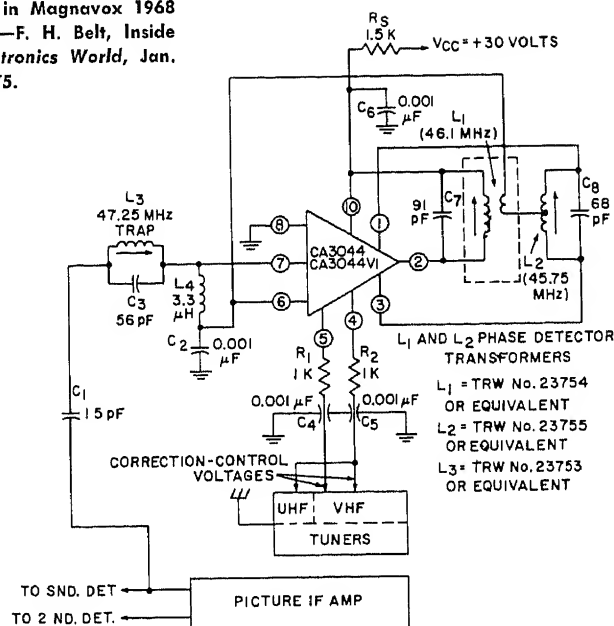 in Magnavox 1968
—F. H. Belt, Inside
tronics World, Jan.
5.
RS
1.5 K
VCC = +30 VOLTS
C6 0.001
µF
L1
(46.1 MHz)
L3
47.25 MHz
TRAP
C3
56 pF
L4
3.3
µH
C2 0.001
µF
C1
15 pF
8
7
6
10
1
2
3
4
5
CA3044
CA3044V1
91
pF
C7
C8
68
pF
L2
(45.75
MHz)
R1
1 K
R2
1K
0.001 µF
C4
0.001 µF
C5
L1 AND L2 PHASE DETECTOR
TRANSFORMERS
L1 = TRW No. 23754
OR EQUIVALENT
L2 = TRW No. 23755
OR EQUIVALENT
L3 = TRW No. 23753
OR EQUIVALENT
CORRECTION-CONTROL
VOLTAGES
UHF VHF
TUNERS
TO SND. DET
TO 2 ND. DET.
PICTURE IF AMP